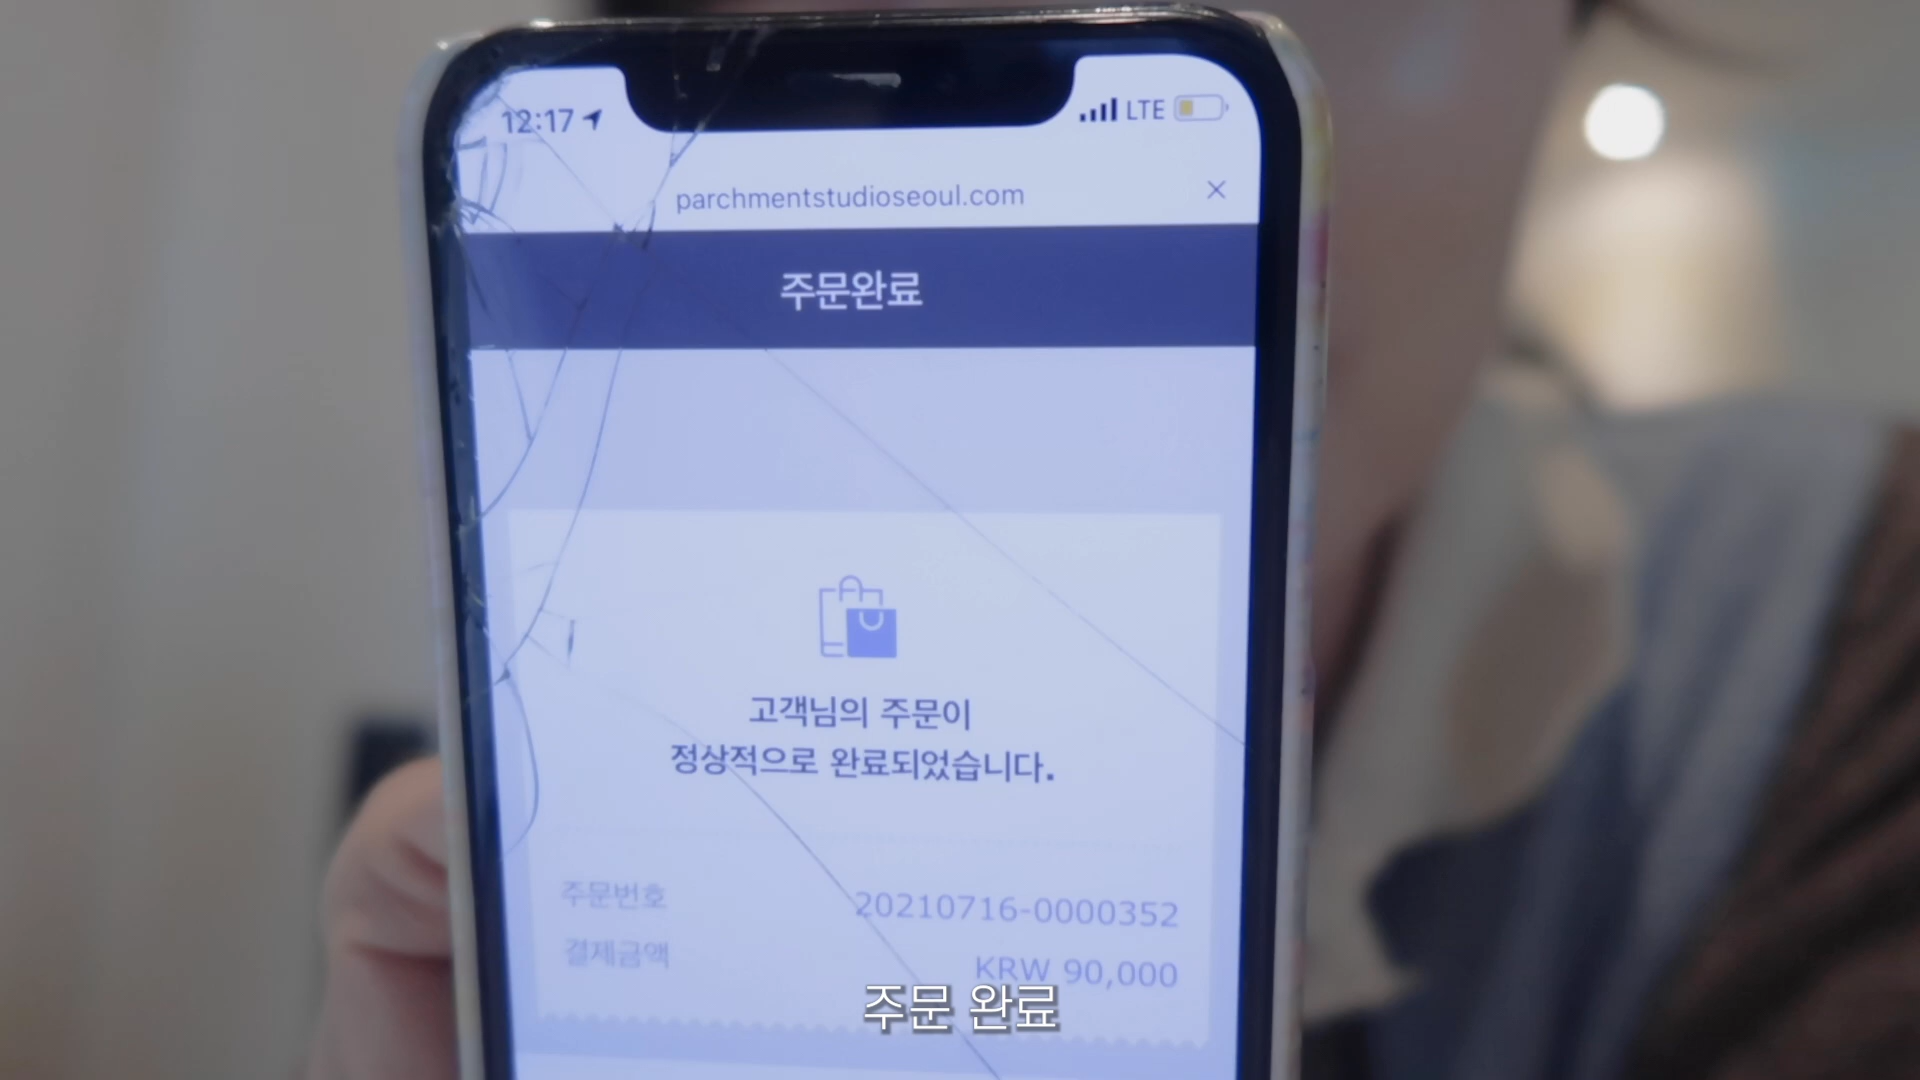 12:17
LTE
parchmentstudioseoul.com
주문완료
고객님의 주문이
정상적으로 완료되었습니다.
주문번호 20210716-0000352
결제금액 KRW 90,000
주문 완료